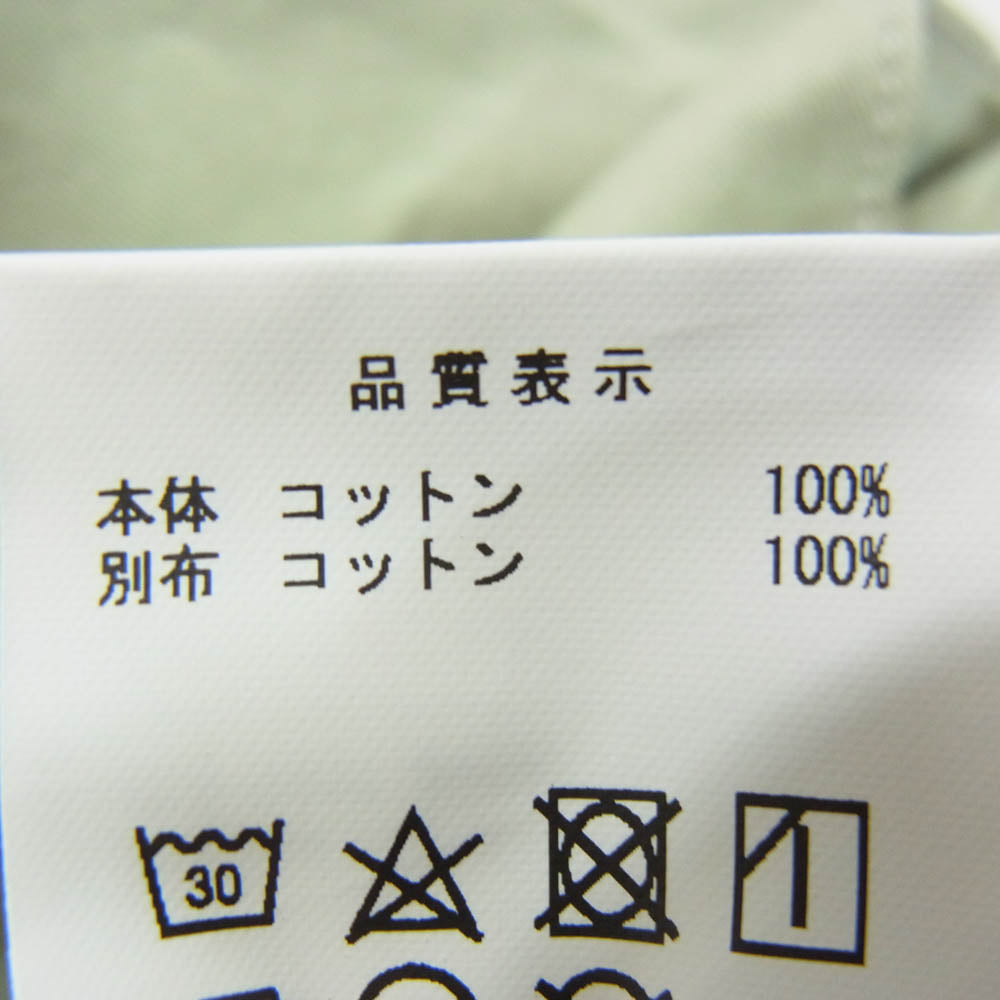 品質表示
本体 コットン 100%
別布 コットン 100%
30